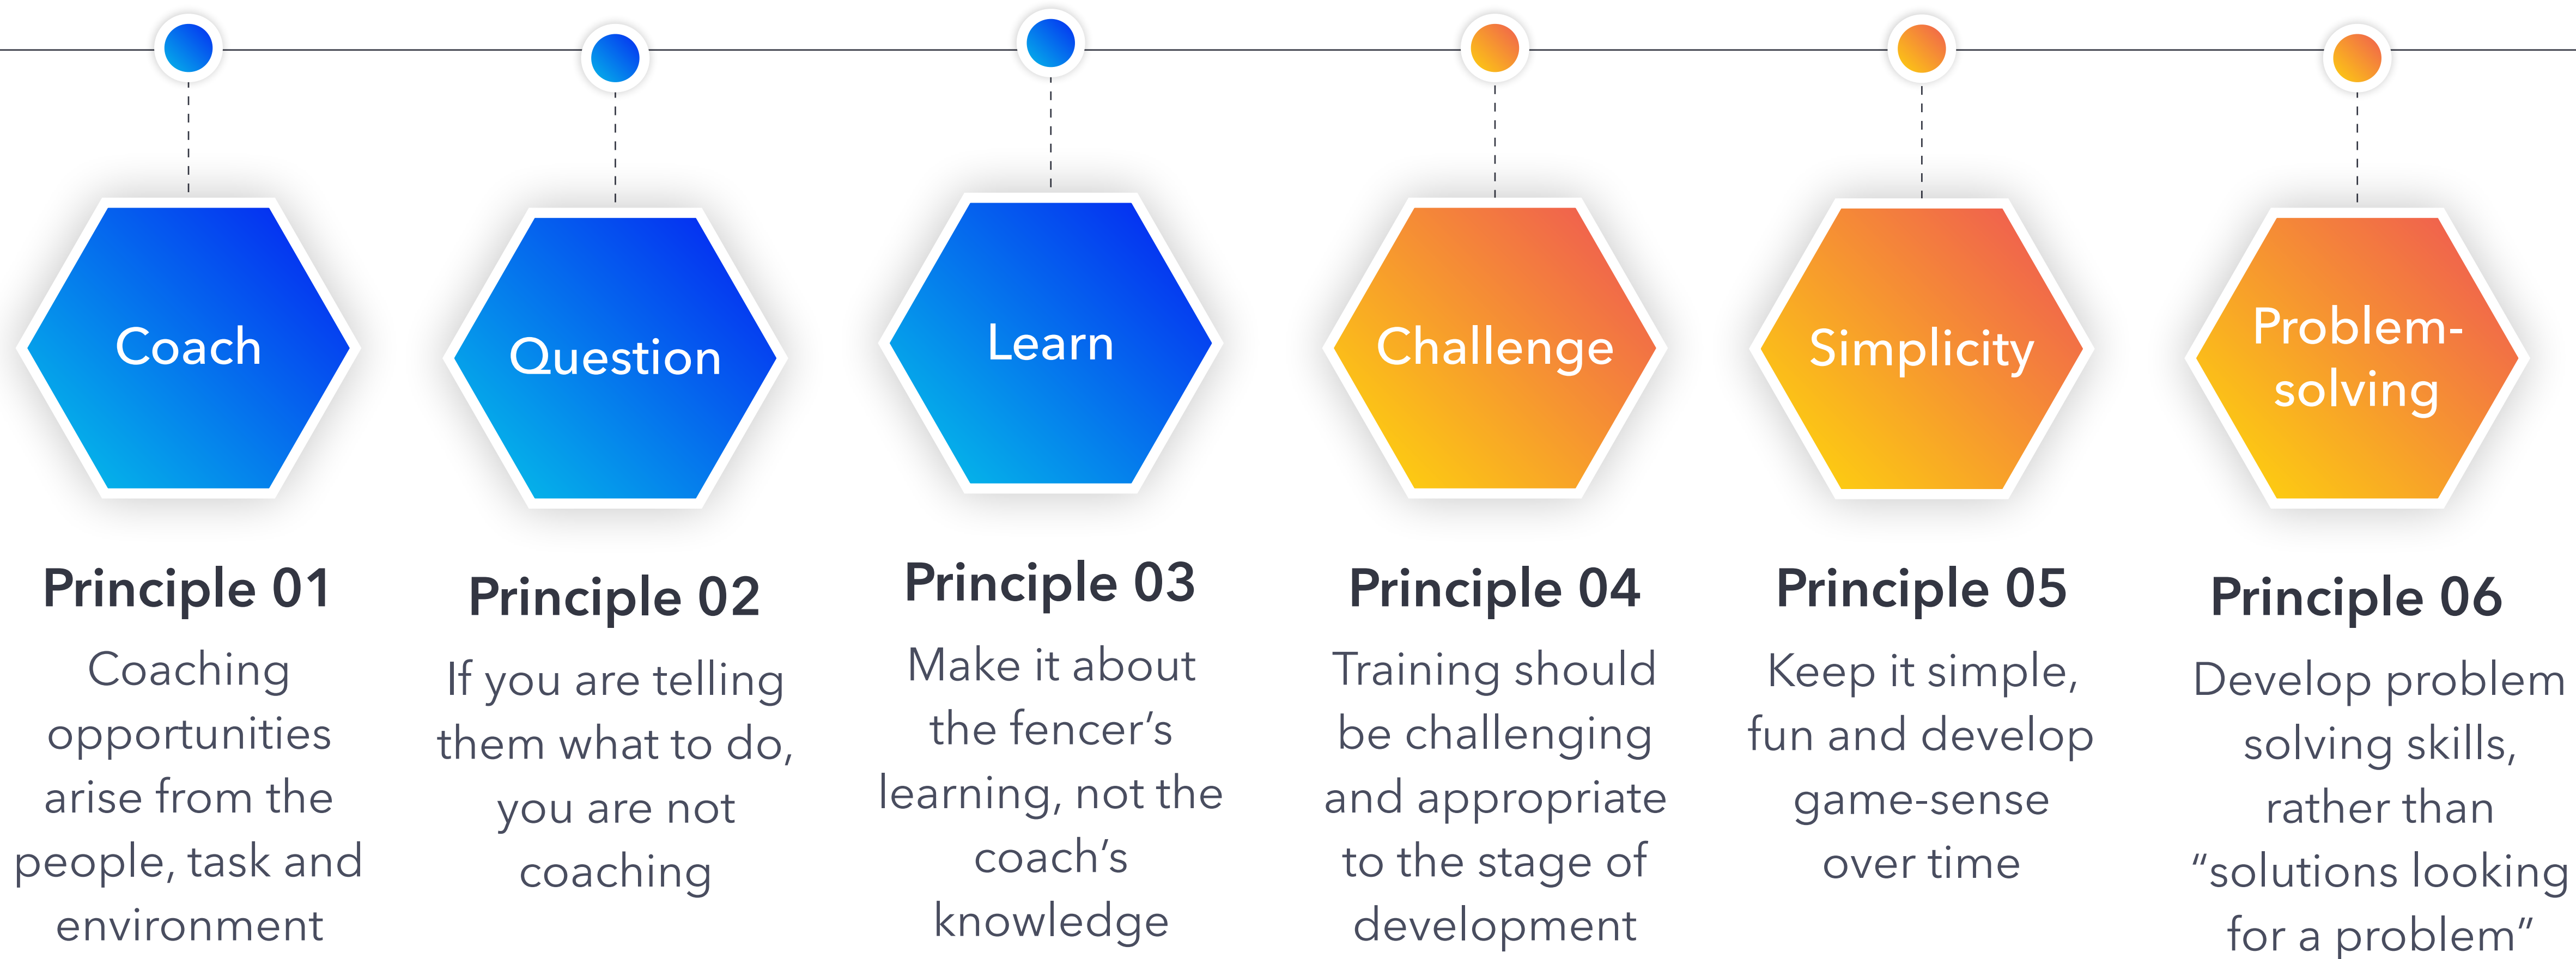 Coach
Question
Learn
Challenge
Simplicity
Problem-
solving
Principle 01
Coaching
opportunities
arise from the
people, task and
environment
Principle 02
If you are telling
them what to do,
you are not
coaching
Principle 03
Make it about
the fencer’s
learning, not the
coach’s
knowledge
Principle 04
Training should
be challenging
and appropriate
to the stage of
development
Principle 05
Keep it simple,
fun and develop
game-sense
over time
Principle 06
Develop problem
solving skills,
rather than
“solutions looking
for a problem”